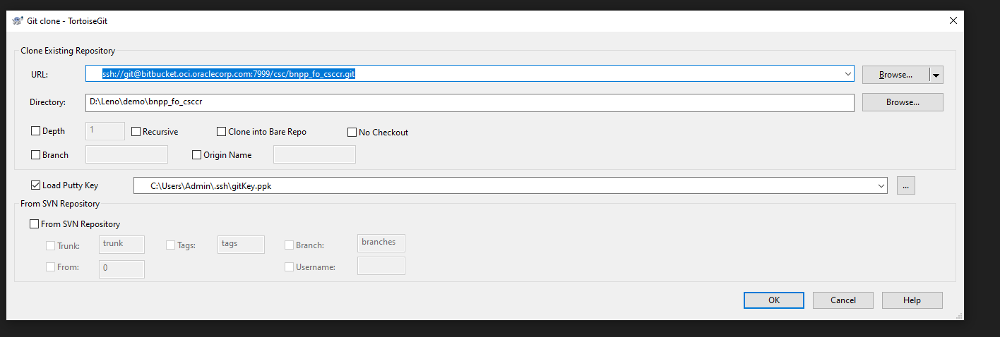 Git clone - TortoiseGit
Clone Existing Repository
URL: ssh://git@bitbucket.oci.oraclecorp.com:7999/csc/bnpp_fo_csccr.git Browse...
Directory: D:\Leno\demo\bnpp_fo_csccr Browse...
Depth 1 Recursive Clone into Bare Repo No Checkout
Branch Origin Name
Load Putty Key C:\Users\Admin\.ssh\gitKey.ppk ...
From SVN Repository
From SVN Repository
Trunk: trunk Tags: tags Branch: branches
From: 0 Username:
OK Cancel Help